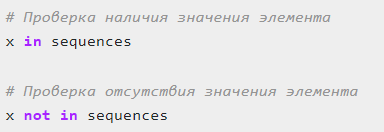 # Проверка наличия значения элемента
x in sequences
# Проверка отсутствия значения элемента
x not in sequences